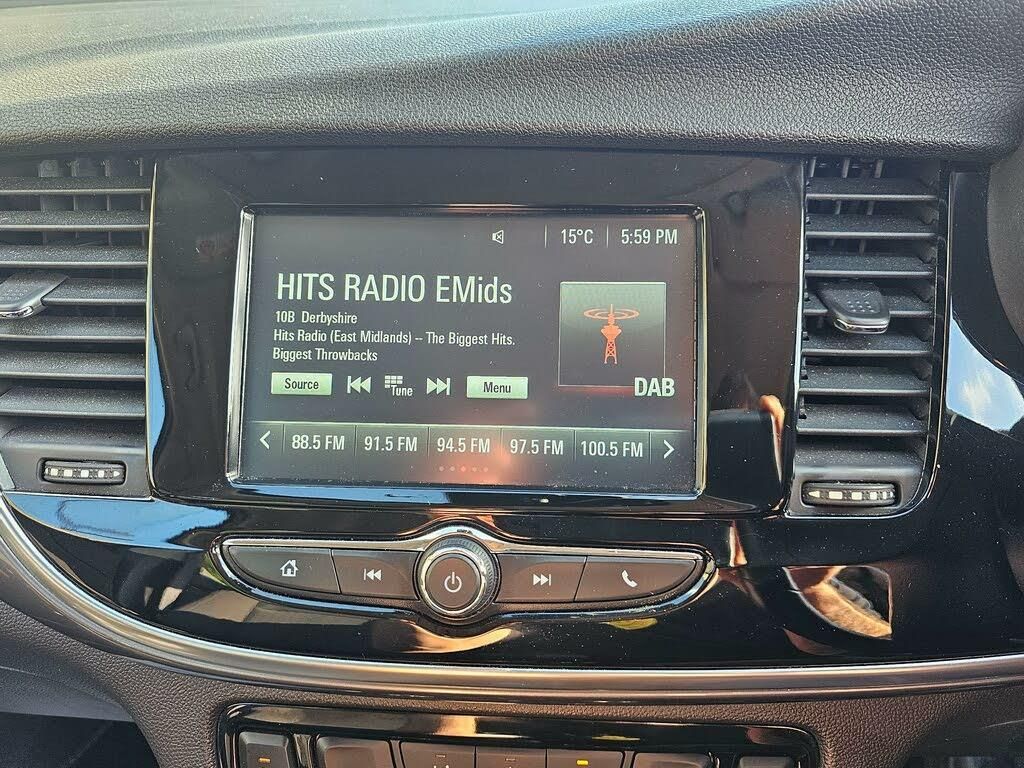 15°C 5:59 PM
HITS RADIO EMids
10B Derbyshire
Hits Radio (East Midlands) -- The Biggest Hits.
Biggest Throwbacks
Source Tune Menu
DAB
88.5 FM 91.5 FM 94.5 FM 97.5 FM 100.5 FM